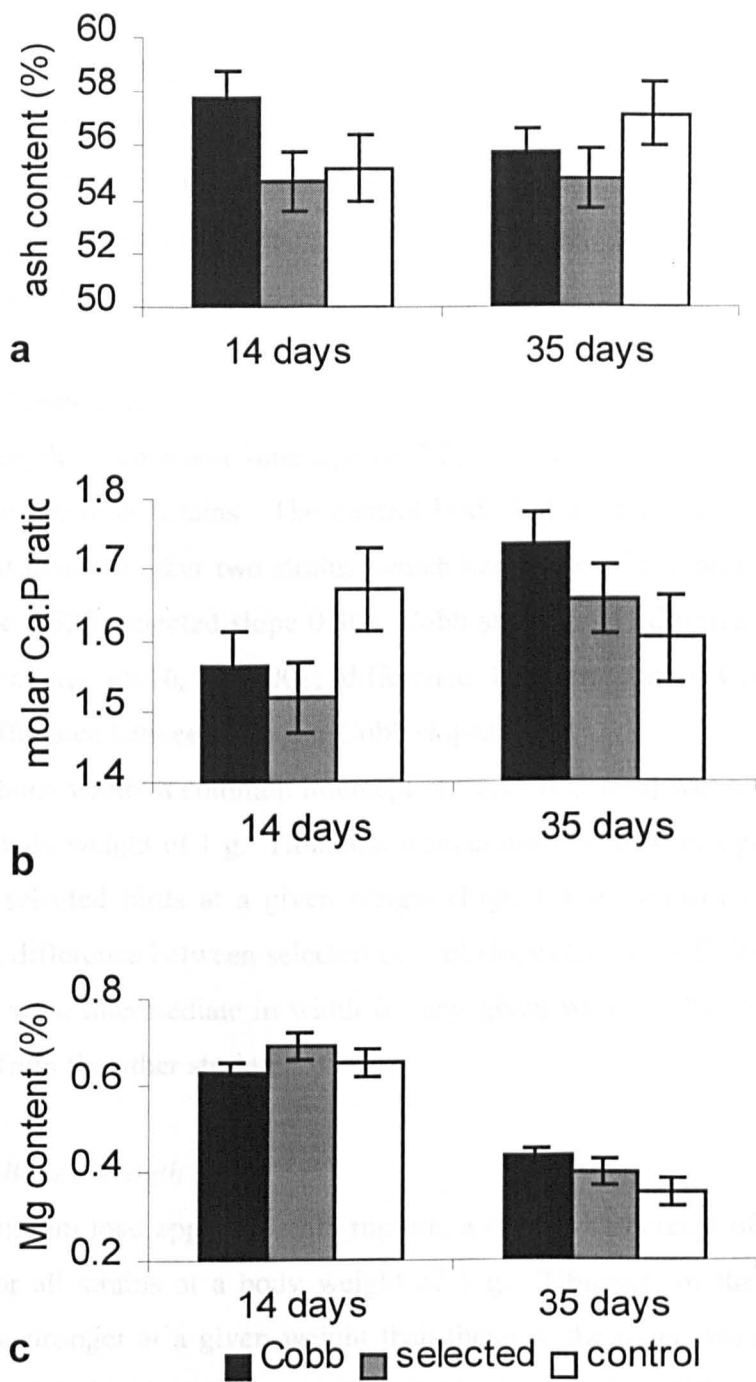 ash content (%)
60
58
56
54
52
50
14 days 35 days
a
molar Ca:P ratio
1.8
1.7
1.6
1.5
1.4
14 days 35 days
b
Mg content (%)
0.8
0.6
0.4
0.2
14 days 35 days
c
Cobb selected control